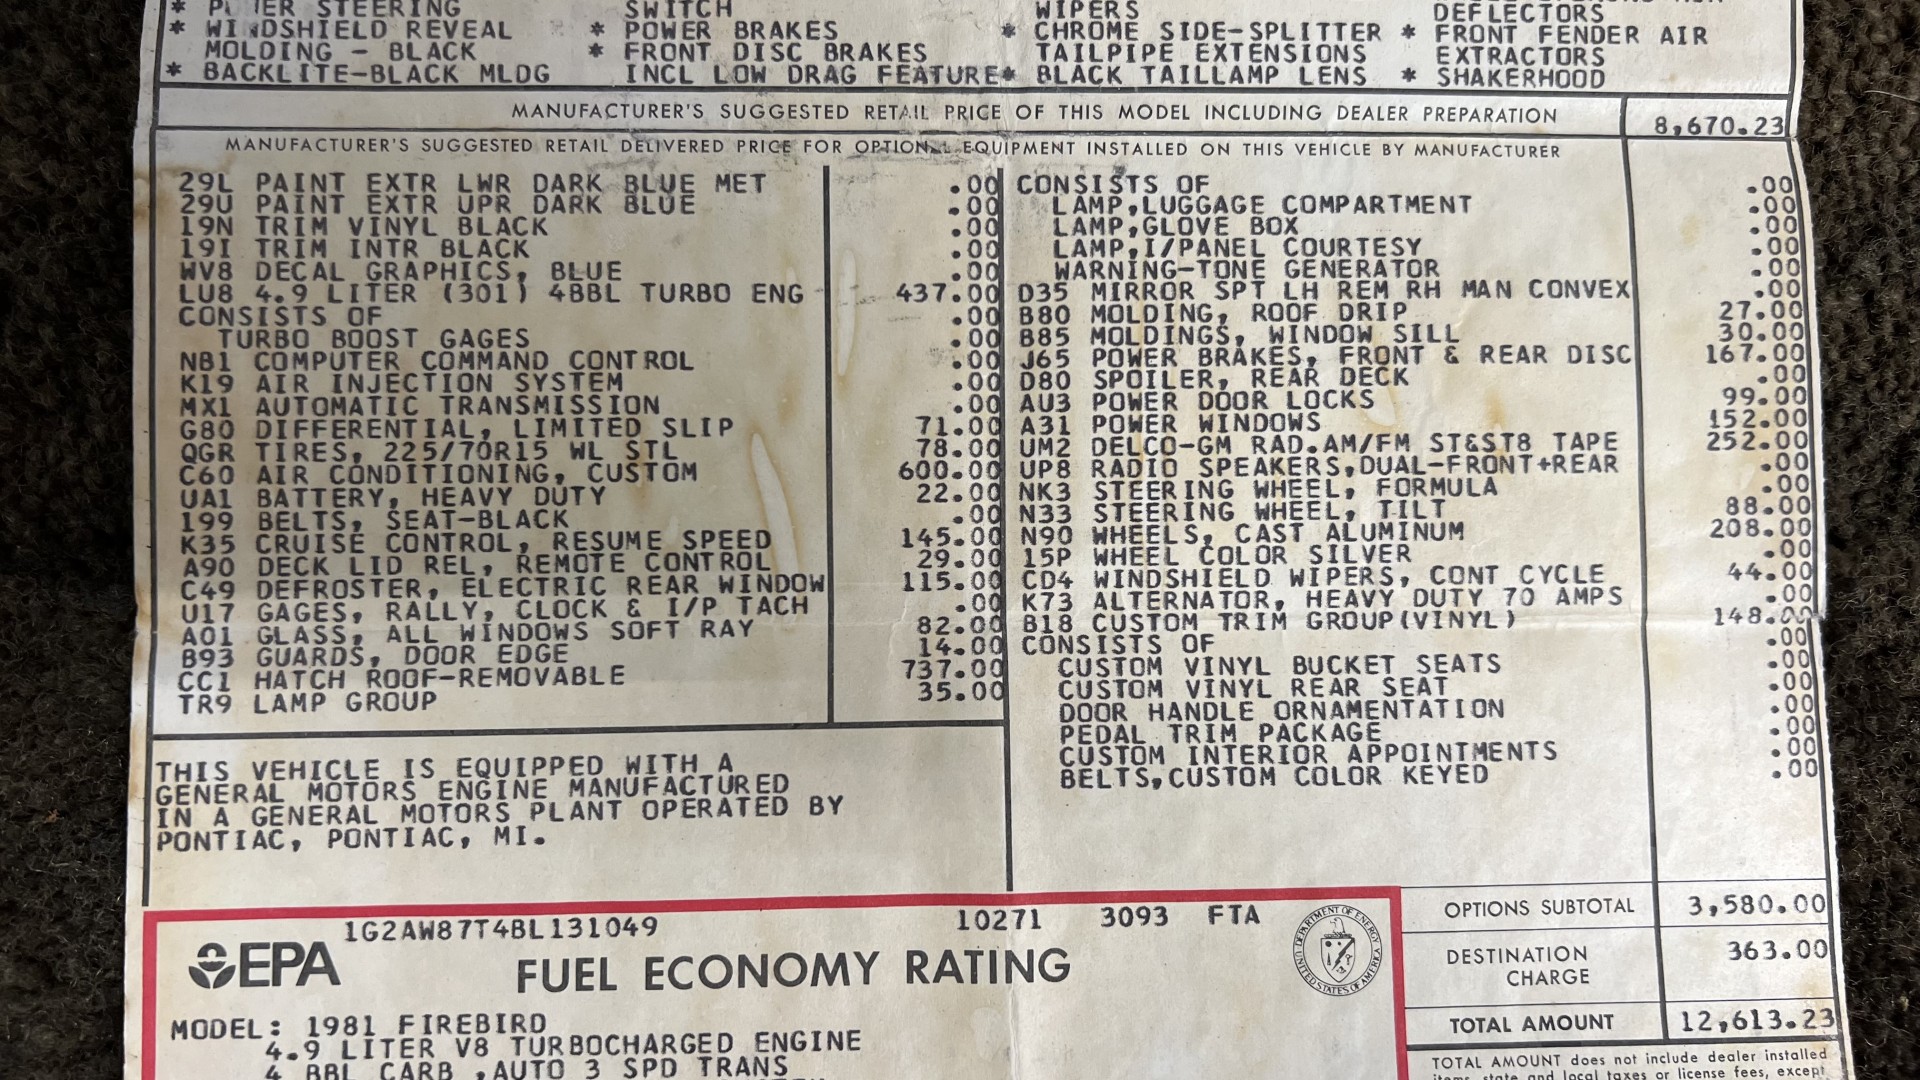 * POWER STEERING
* WINDSHIELD REVEAL
MOLDING - BLACK
* BACKLITE-BLACK MLDG
SWITCH
* POWER BRAKES
* FRONT DISC BRAKES
INCL LOW DRAG FEATURE
WIPERS
* CHROME SIDE-SPLITTER
TAILPIPE EXTENSIONS
* BLACK TAILLAMP LENS
DEFLECTORS
* FRONT FENDER AIR
EXTRACTORS
* SHAKERHOOD
MANUFACTURER'S SUGGESTED RETAIL PRICE OF THIS MODEL INCLUDING DEALER PREPARATION 8,670.23
MANUFACTURER'S SUGGESTED RETAIL DELIVERED PRICE FOR OPTIONAL EQUIPMENT INSTALLED ON THIS VEHICLE BY MANUFACTURER
29L PAINT EXTR LWR DARK BLUE MET .00
29U PAINT EXTR UPR DARK BLUE .00
19N TRIM VINYL BLACK .00
19I TRIM INTR BLACK .00
WV8 DECAL GRAPHICS, BLUE .00
LU8 4.9 LITER (301) 4BBL TURBO ENG 437.00
CONSISTS OF .00
TURBO BOOST GAGES .00
NB1 COMPUTER COMMAND CONTROL .00
K19 AIR INJECTION SYSTEM .00
MX1 AUTOMATIC TRANSMISSION .00
G80 DIFFERENTIAL, LIMITED SLIP 71.00
QGR TIRES, 225/70R15 WL STL 78.00
C60 AIR CONDITIONING, CUSTOM 600.00
UA1 BATTERY, HEAVY DUTY 22.00
199 BELTS, SEAT-BLACK .00
K35 CRUISE CONTROL, RESUME SPEED 145.00
A90 DECK LID REL, REMOTE CONTROL 29.00
C49 DEFROSTER, ELECTRIC REAR WINDOW 115.00
U17 GAGES, RALLY, CLOCK & I/P TACH .00
A01 GLASS, ALL WINDOWS SOFT RAY 82.00
B93 GUARDS, DOOR EDGE 14.00
CC1 HATCH ROOF-REMOVABLE 737.00
TR9 LAMP GROUP 35.00
CONSISTS OF .00
LAMP,LUGGAGE COMPARTMENT .00
LAMP,GLOVE BOX .00
LAMP,I/PANEL COURTESY .00
WARNING-TONE GENERATOR .00
D35 MIRROR SPT LH REM RH MAN CONVEX .00
B80 MOLDING, ROOF DRIP 27.00
B85 MOLDINGS, WINDOW SILL 30.00
J65 POWER BRAKES, FRONT & REAR DISC 167.00
D80 SPOILER, REAR DECK .00
AU3 POWER DOOR LOCKS 99.00
A31 POWER WINDOWS 152.00
UM2 DELCO-GM RAD.AM/FM ST&ST8 TAPE 252.00
UP8 RADIO SPEAKERS,DUAL-FRONT+REAR .00
NK3 STEERING WHEEL, FORMULA .00
N33 STEERING WHEEL, TILT 88.00
N90 WHEELS, CAST ALUMINUM 208.00
15P WHEEL COLOR SILVER .00
CD4 WINDSHIELD WIPERS, CONT CYCLE 44.00
K73 ALTERNATOR, HEAVY DUTY 70 AMPS .00
B18 CUSTOM TRIM GROUP(VINYL) 148.00
CONSISTS OF .00
CUSTOM VINYL BUCKET SEATS .00
CUSTOM VINYL REAR SEAT .00
DOOR HANDLE ORNAMENTATION .00
PEDAL TRIM PACKAGE .00
CUSTOM INTERIOR APPOINTMENTS .00
BELTS,CUSTOM COLOR KEYED .00
THIS VEHICLE IS EQUIPPED WITH A
GENERAL MOTORS ENGINE MANUFACTURED
IN A GENERAL MOTORS PLANT OPERATED BY
PONTIAC, PONTIAC, MI.
OPTIONS SUBTOTAL 3,580.00
DESTINATION
CHARGE 363.00
TOTAL AMOUNT 12,613.23
TOTAL AMOUNT does not include dealer installed
items, state and local taxes or license fees, except
1G2AW87T4BL131049 10271 3093 FTA
EPA FUEL ECONOMY RATING
DEPARTMENT OF ENERGY
UNITED STATES OF AMERICA
MODEL: 1981 FIREBIRD
4.9 LITER V8 TURBOCHARGED ENGINE
4 BBL CARB ,AUTO 3 SPD TRANS